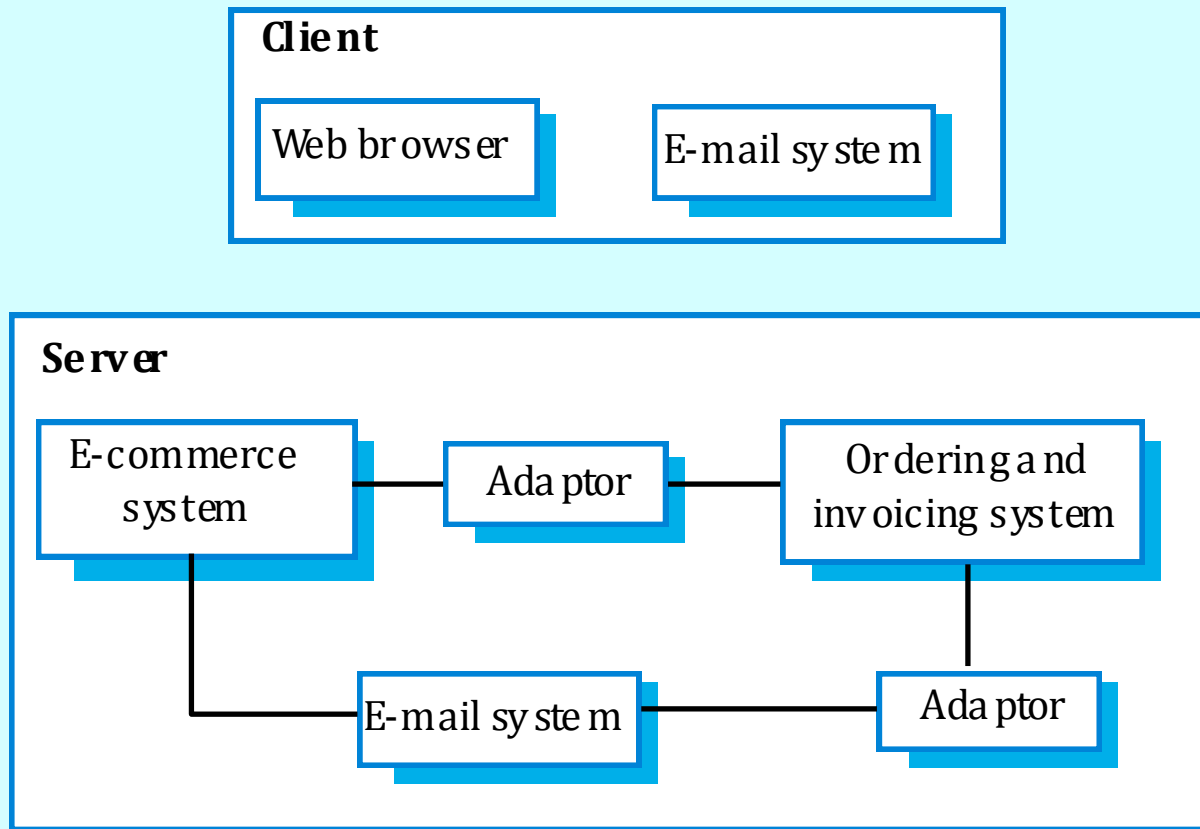 Client
Web browser
E-mail system
Server
E-commerce
system
Adaptor
Ordering and
invoicing system
E-mail system
Adaptor